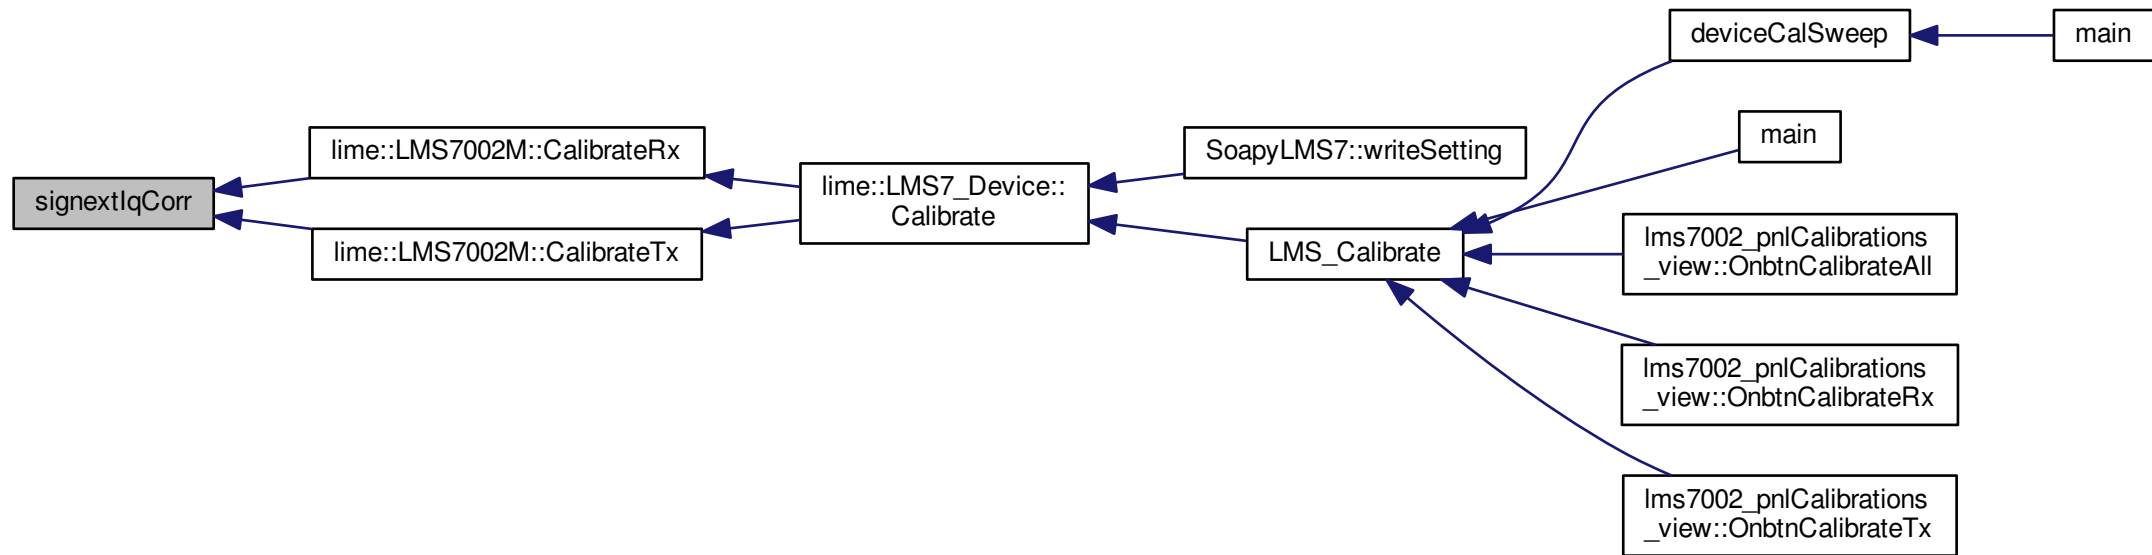 signextIqCorr
lime::LMS7002M::CalibrateRx
lime::LMS7002M::CalibrateTx
lime::LMS7_Device::
Calibrate
SoapyLMS7::writeSetting
LMS_Calibrate
deviceCalSweep
main
main
lms7002_pnlCalibrations
_view::OnbtnCalibrateAll
lms7002_pnlCalibrations
_view::OnbtnCalibrateRx
lms7002_pnlCalibrations
_view::OnbtnCalibrateTx